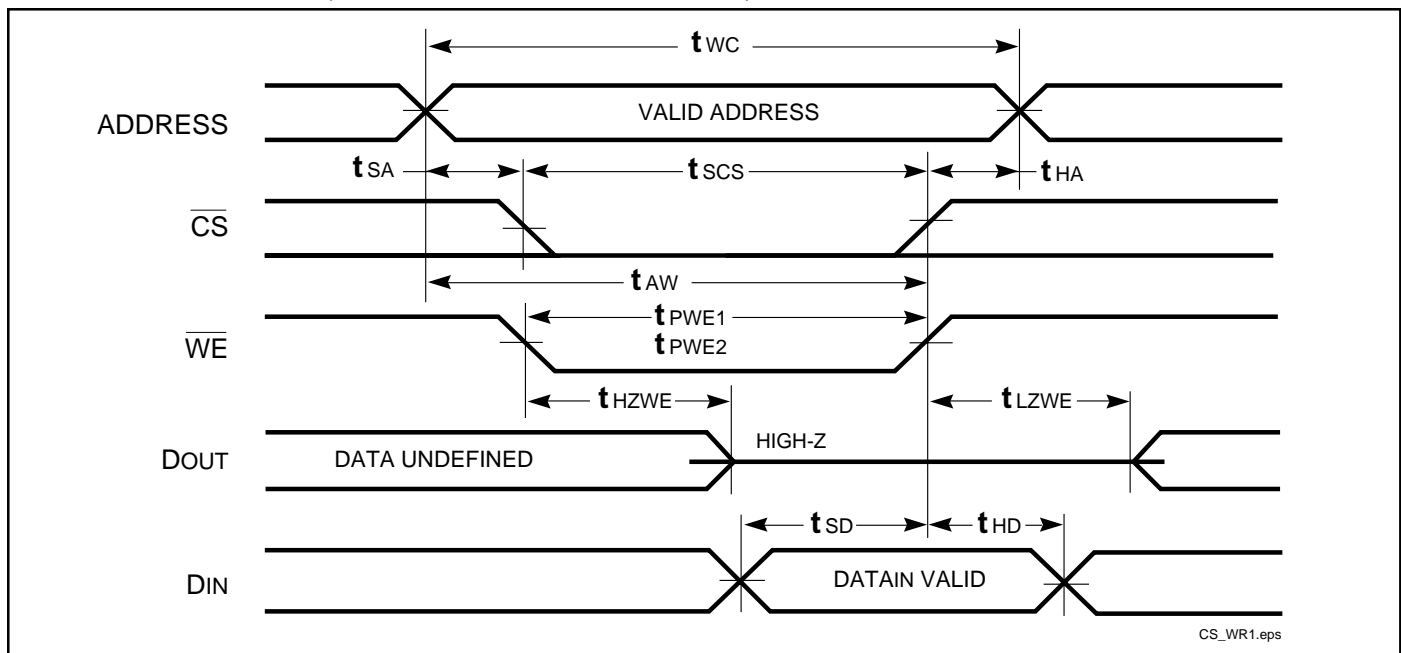 tWC
ADDRESS
VALID ADDRESS
tSA
tSCS
tHA
CS
tAW
WE
tPWE1
tPWE2
tHZWE
tLZWE
DOUT
DATA UNDEFINED
HIGH-Z
tSD
tHD
DIN
DATAIN VALID
CS_WR1.eps